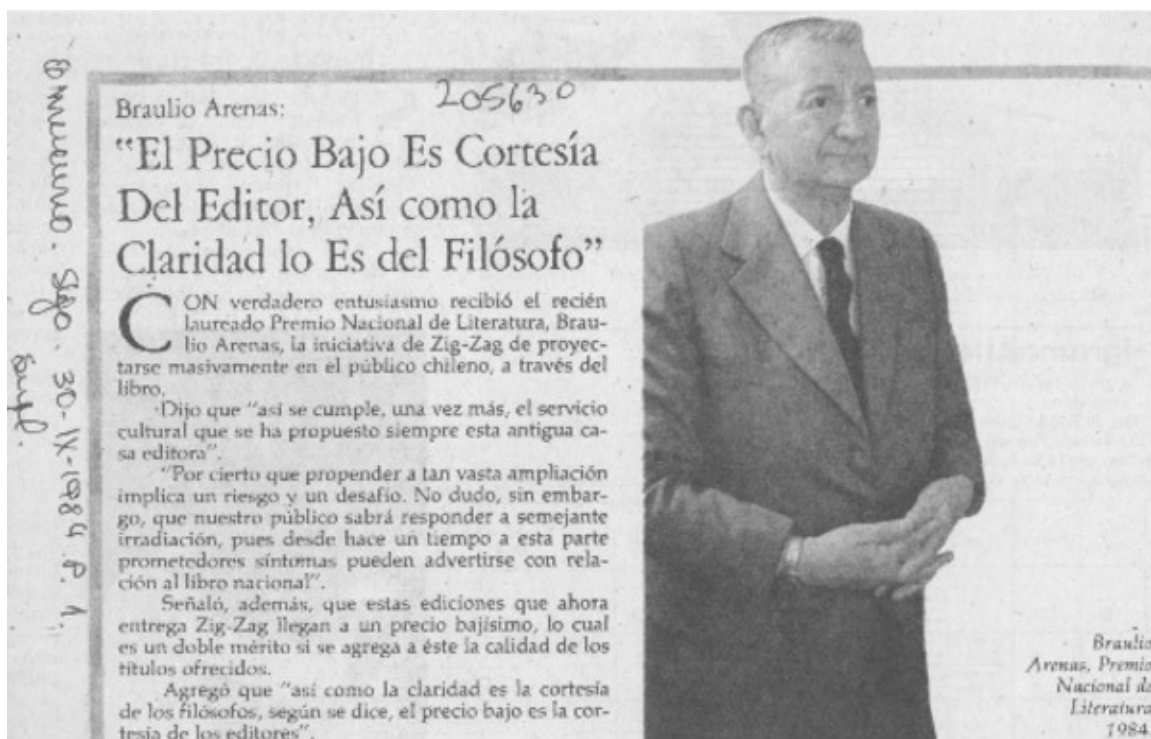 205630
Braulio Arenas:
“El Precio Bajo Es Cortesía
Del Editor, Así como la
Claridad lo Es del Filósofo”
CON verdadero entusiasmo recibió el recién
laureado Premio Nacional de Literatura, Brau-
lio Arenas, la iniciativa de Zig-Zag de proyec-
tarse masivamente en el público chileno, a través del
libro.
Dijo que “así se cumple, una vez más, el servicio
cultural que se ha propuesto siempre esta antigua ca-
sa editora”.
“Por cierto que propender a tan vasta ampliación
implica un riesgo y un desafío. No dudo, sin embar-
go, que nuestro público sabrá responder a semejante
irradiación, pues desde hace un tiempo a esta parte
prometedores síntomas pueden advertirse con rela-
ción al libro nacional”.
Señaló, además, que estas ediciones que ahora
entrega Zig-Zag llegan a un precio bajísimo, lo cual
es un doble mérito si se agrega a éste la calidad de los
títulos ofrecidos.
Agregó que “así como la claridad es la cortesía
de los filósofos, según se dice, el precio bajo es la cor-
tesía de los editores”.
Braulio
Arenas, Premio
Nacional de
Literatura
1984
El Mercurio. Stgo. 30-IX-1984 P. 1.